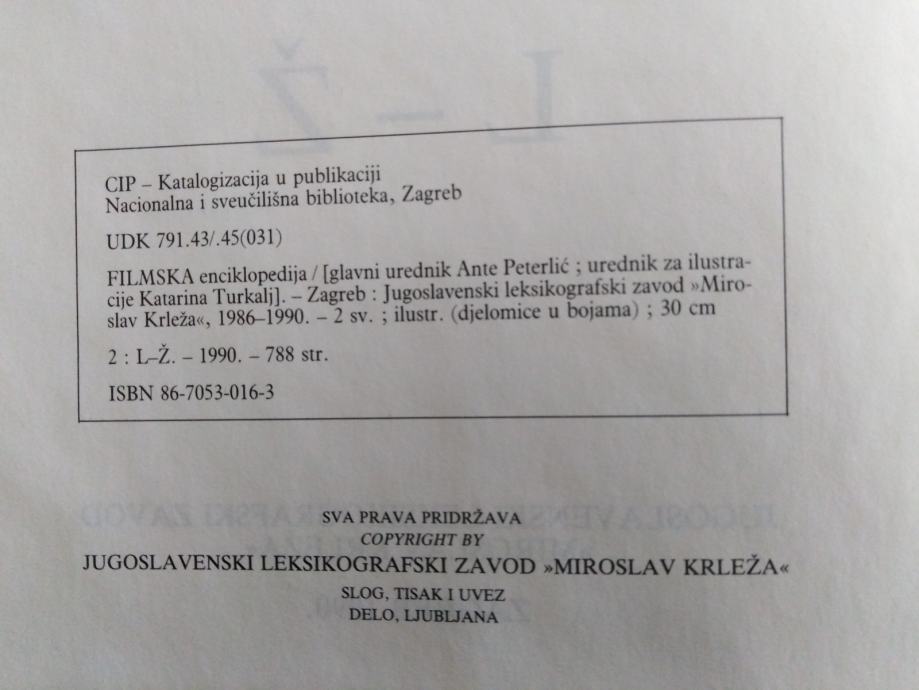 L – Ž
CIP – Katalogizacija u publikaciji
Nacionalna i sveučilišna biblioteka, Zagreb
UDK 791.43/.45(031)
FILMSKA enciklopedija / [glavni urednik Ante Peterlić ; urednik za ilustra-
cije Katarina Turkalj]. – Zagreb : Jugoslavenski leksikografski zavod »Miro-
slav Krleža«, 1986–1990. – 2 sv. ; ilustr. (djelomice u bojama) ; 30 cm
2 : L–Ž. – 1990. – 788 str.
ISBN 86-7053-016-3
SVA PRAVA PRIDRŽAVA
COPYRIGHT BY
JUGOSLAVENSKI LEKSIKOGRAFSKI ZAVOD »MIROSLAV KRLEŽA«
SLOG, TISAK I UVEZ
DELO, LJUBLJANA